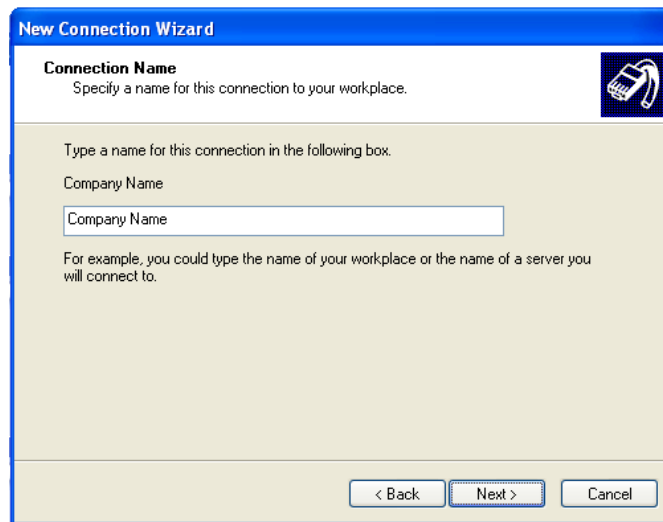 New Connection Wizard
Connection Name
Specify a name for this connection to your workplace.
Type a name for this connection in the following box.
Company Name
Company Name
For example, you could type the name of your workplace or the name of a server you
will connect to.
< Back
Next >
Cancel